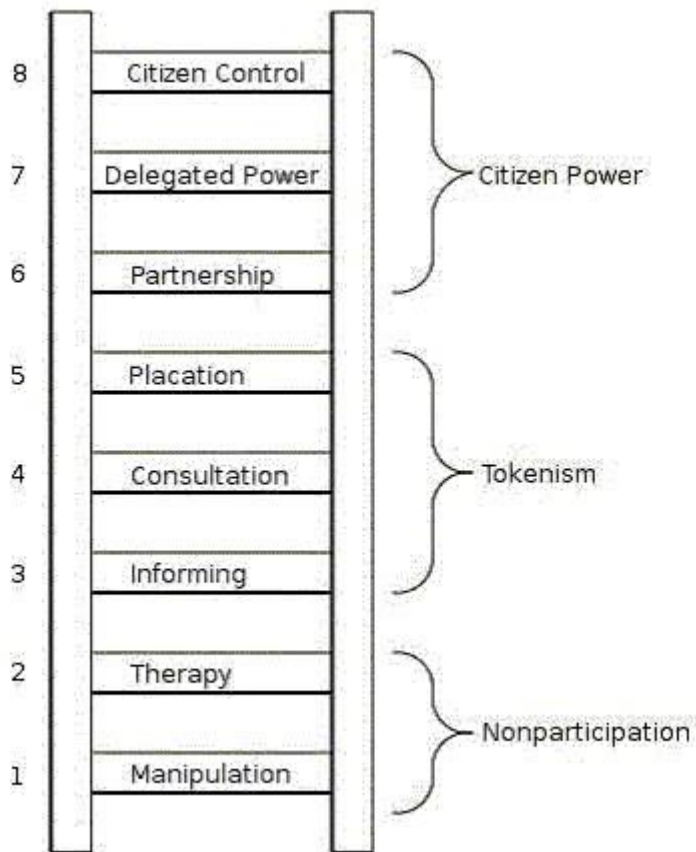 8 Citizen Control
7 Delegated Power
Citizen Power
6 Partnership
5 Placation
4 Consultation
Tokenism
3 Informing
2 Therapy
Nonparticipation
1 Manipulation